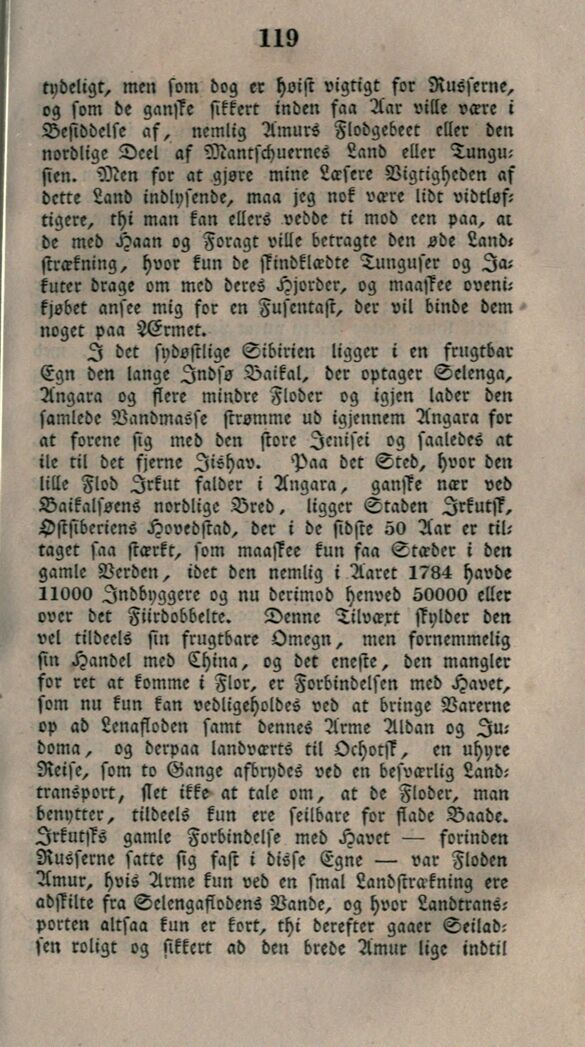 119
tydeligt, men som dog er høist vigtigt for Russerne,
og som de ganske sikkert inden faa Aar ville være i
Besiddelse af, nemlig Amurs Flodgebeet eller den
nordlige Deel af Mantschuernes Land eller Tungu-
sien. Men for at gjøre mine Læsere Vigtigheden af
dette Land indlysende, maa jeg nok være lidt vidtløf-
tigere, thi man kan ellers vedde ti mod een paa, at
de med Haan og Foragt ville betragte den øde Land-
strækning, hvor kun de skindklædte Tunguser og Ja-
kuter drage om med deres Hjorder, og maaskee oveni-
kjøbet ansee mig for en Fusentast, der vil binde dem
noget paa Ærmet.
I det sydøstlige Sibirien ligger i en frugtbar
Egn den lange Indsø Baikal, der optager Selenga,
Angara og flere mindre Floder og igjen lader den
samlede Vandmasse strømme ud igjennem Angara for
at forene sig med den store Jenisei og saaledes at
ile til det fjerne Iishav. Paa det Sted, hvor den
lille Flod Irkut falder i Angara, ganske nær ved
Baikalsøens nordlige Bred, ligger Staden Irkutsk,
Østsiberiens Hovedstad, der i de sidste 50 Aar er til-
taget saa stærkt, som maaskee kun faa Stæder i den
gamle Verden, idet den nemlig i Aaret 1784 havde
11000 Indbyggere og nu derimod henved 50000 eller
over det Fiirdobbelte. Denne Tilvæxt skylder den
vel tildeels sin frugtbare Omegn, men fornemmelig
sin Handel med China, og det eneste, den mangler
for ret at komme i Flor, er Forbindelsen med Havet,
som nu kun kan vedligeholdes ved at bringe Varerne
op ad Lenafloden samt dennes Arme Aldan og Ju-
doma, og derpaa landværts til Ochotsk, en uhyre
Reise, som to Gange afbrydes ved en besværlig Land-
transport, slet ikke at tale om, at de Floder, man
benytter, tildeels kun ere seilbare for flade Baade.
Irkutsks gamle Forbindelse med Havet — forinden
Russerne satte sig fast i disse Egne — var Floden
Amur, hvis Arme kun ved en smal Landstrækning ere
adskilte fra Selengaflodens Vande, og hvor Landtrans-
porten altsaa kun er kort, thi derefter gaaer Seilad-
sen roligt og sikkert ad den brede Amur lige indtil